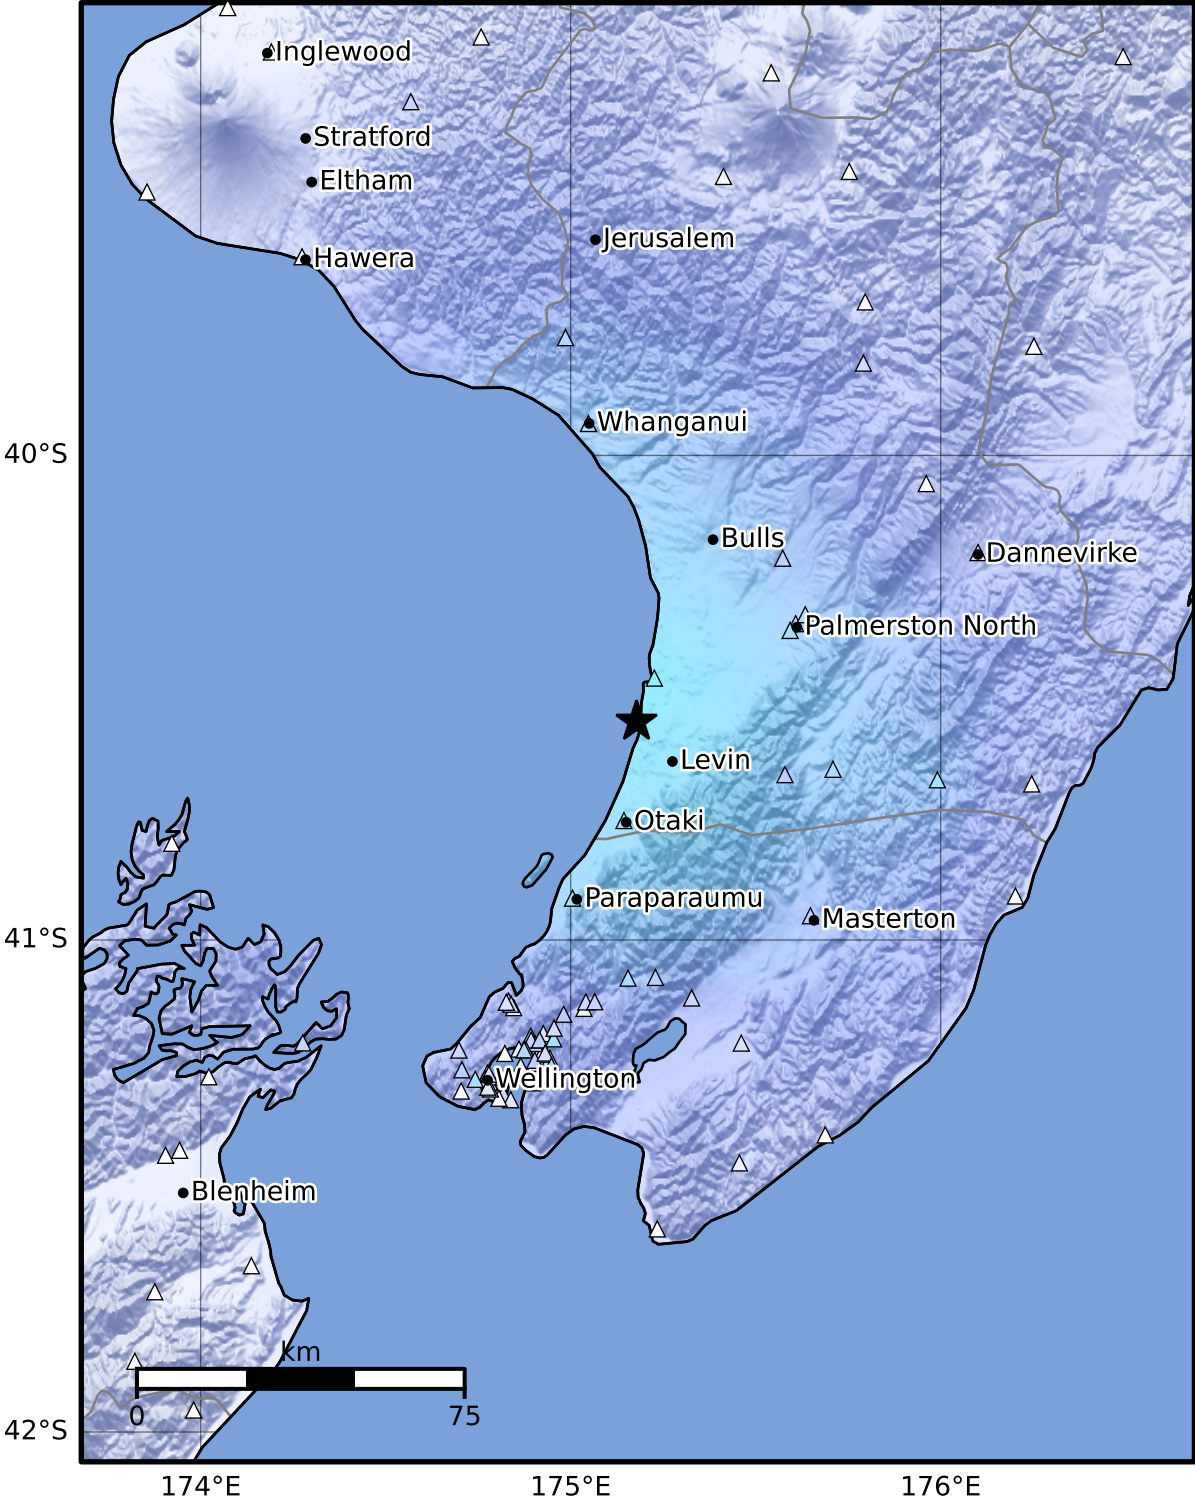 Inglewood
Stratford
Eltham
Jerusalem
Hawera
Whanganui
40°S
Bulls
Dannevirke
Palmerston North
Levin
Otaki
Paraparaumu
Masterton
41°S
Wellington
Blenheim
km
0 75
42°S
174°E 175°E 176°E